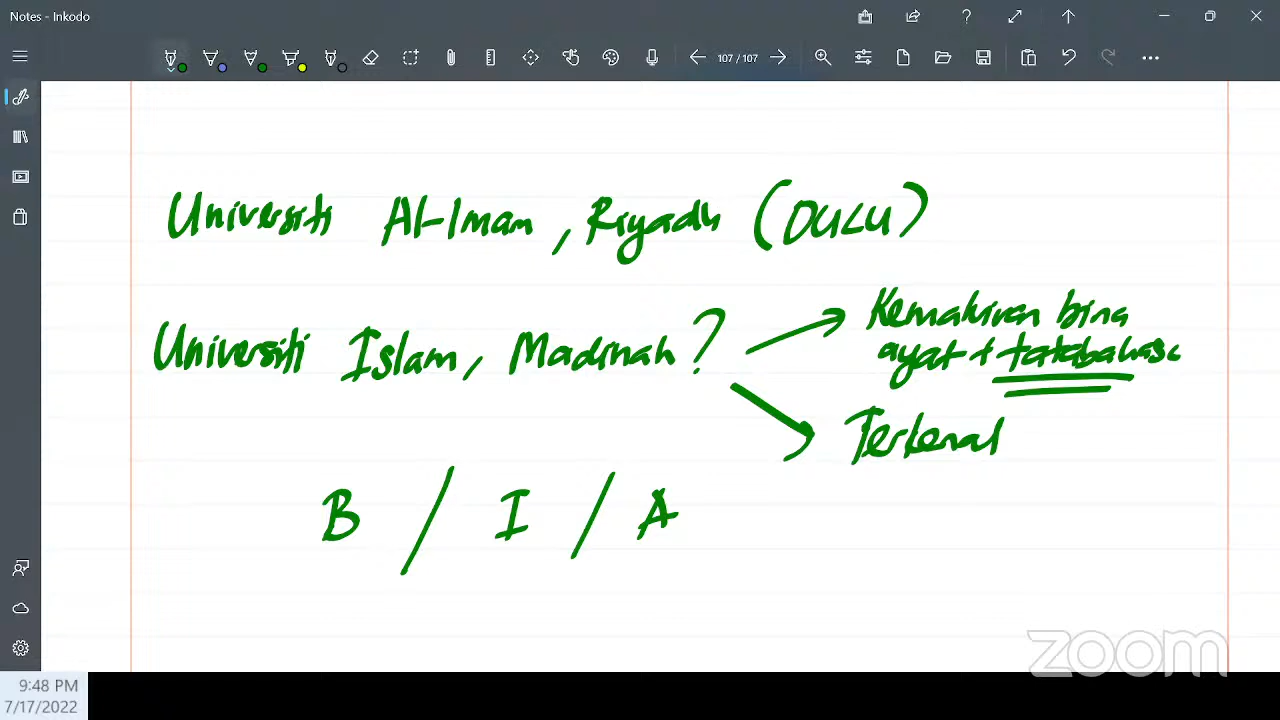 Notes - Inkodo
107 / 107
Universiti Al-Imam, Riyadh (DULU)
Universiti Islam, Madinah?
Kemahiran bina
ayat + tatabahasa
Terkenal
B / I / A
zoom
9:48 PM
7/17/2022